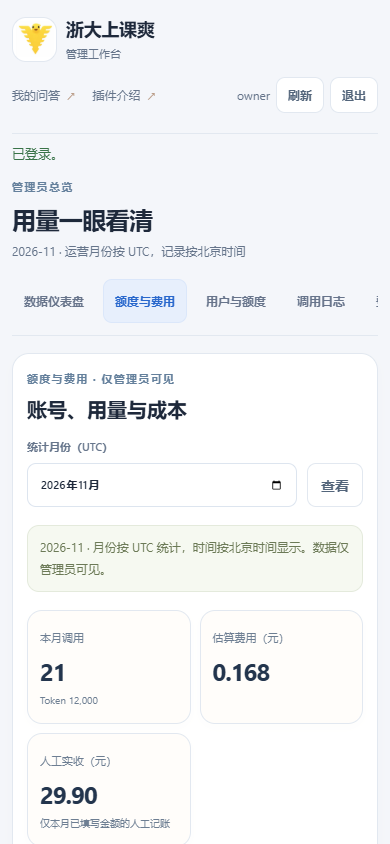 浙大上课爽
管理工作台
我的问答 ↗ 插件介绍 ↗ owner 刷新 退出
已登录。
管理员总览
用量一眼看清
2026-11 · 运营月份按 UTC，记录按北京时间
数据仪表盘 额度与费用 用户与额度 调用日志
额度与费用 · 仅管理员可见
账号、用量与成本
统计月份（UTC）
2026年11月 查看
2026-11 · 月份按 UTC 统计，时间按北京时间显示。数据仅
管理员可见。
本月调用 估算费用（元）
21 0.168
Token 12,000
人工实收（元）
29.90
仅本月已填写金额的人工记账